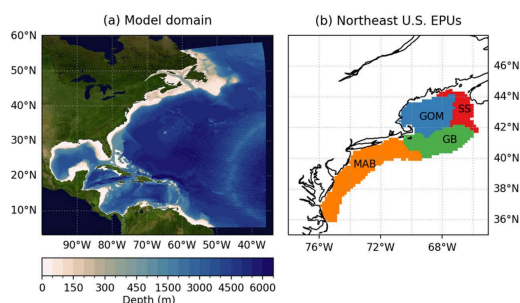 (a) Model domain
(b) Northeast U.S. EPUs
60°N
50°N
40°N
30°N
20°N
10°N
90°W 80°W 70°W 60°W 50°W 40°W
0 150 300 450 1500 3000 4500 6000
Depth (m)
46°N
44°N
42°N
40°N
38°N
36°N
76°W 72°W 68°W
GOM
SS
GB
MAB